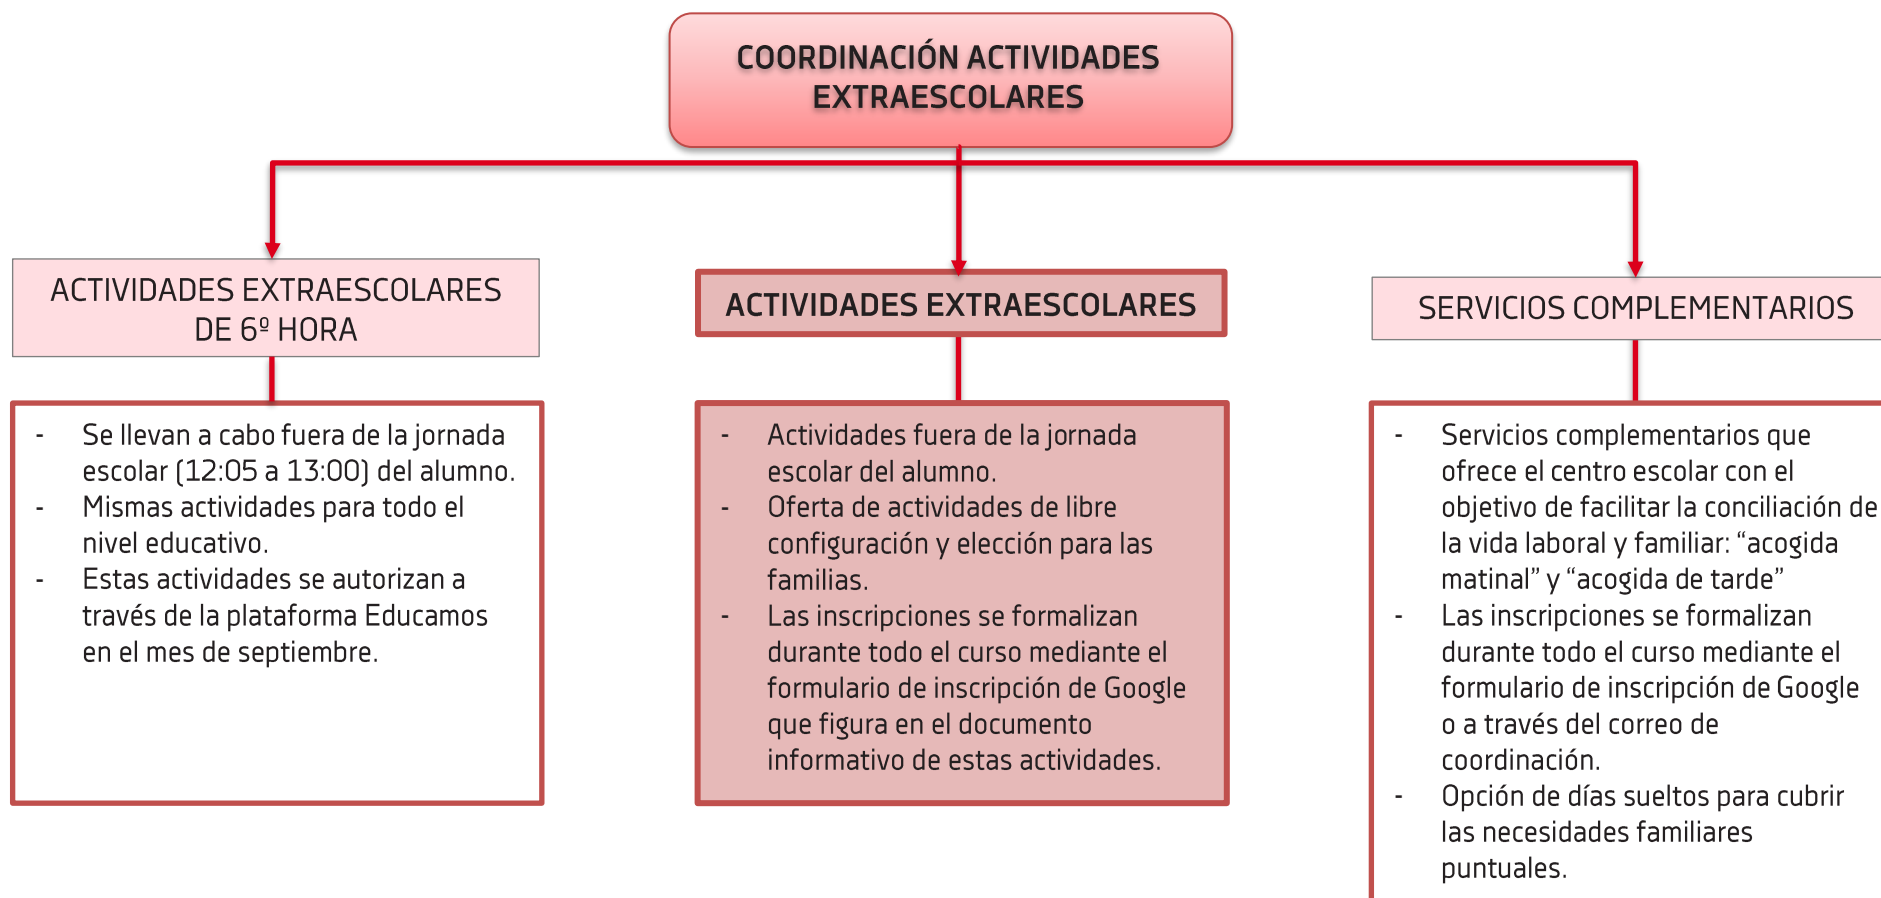 COORDINACIÓN ACTIVIDADES
EXTRAESCOLARES
ACTIVIDADES EXTRAESCOLARES
DE 6º HORA
- Se llevan a cabo fuera de la jornada
escolar (12:05 a 13:00) del alumno.
- Mismas actividades para todo el
nivel educativo.
- Estas actividades se autorizan a
través de la plataforma Educamos
en el mes de septiembre.
ACTIVIDADES EXTRAESCOLARES
- Actividades fuera de la jornada
escolar del alumno.
- Oferta de actividades de libre
configuración y elección para las
familias.
- Las inscripciones se formalizan
durante todo el curso mediante el
formulario de inscripción de Google
que figura en el documento
informativo de estas actividades.
SERVICIOS COMPLEMENTARIOS
- Servicios complementarios que
ofrece el centro escolar con el
objetivo de facilitar la conciliación de
la vida laboral y familiar: “acogida
matinal” y “acogida de tarde”
- Las inscripciones se formalizan
durante todo el curso mediante el
formulario de inscripción de Google
o a través del correo de
coordinación.
- Opción de días sueltos para cubrir
las necesidades familiares
puntuales.